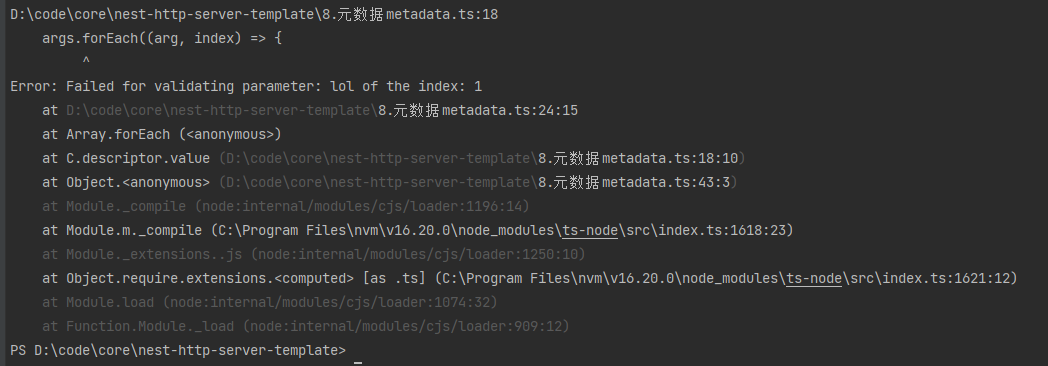 D:\code\core\nest-http-server-template\8.元数据metadata.ts:18
    args.forEach((arg, index) => {
         ^
Error: Failed for validating parameter: lol of the index: 1
    at D:\code\core\nest-http-server-template\8.元数据metadata.ts:24:15
    at Array.forEach (<anonymous>)
    at C.descriptor.value (D:\code\core\nest-http-server-template\8.元数据metadata.ts:18:10)
    at Object.<anonymous> (D:\code\core\nest-http-server-template\8.元数据metadata.ts:43:3)
    at Module._compile (node:internal/modules/cjs/loader:1196:14)
    at Module.m._compile (C:\Program Files\nvm\v16.20.0\node_modules\ts-node\src\index.ts:1618:23)
    at Module._extensions..js (node:internal/modules/cjs/loader:1250:10)
    at Object.require.extensions.<computed> [as .ts] (C:\Program Files\nvm\v16.20.0\node_modules\ts-node\src\index.ts:1621:12)
    at Module.load (node:internal/modules/cjs/loader:1074:32)
    at Function.Module._load (node:internal/modules/cjs/loader:909:12)
PS D:\code\core\nest-http-server-template>